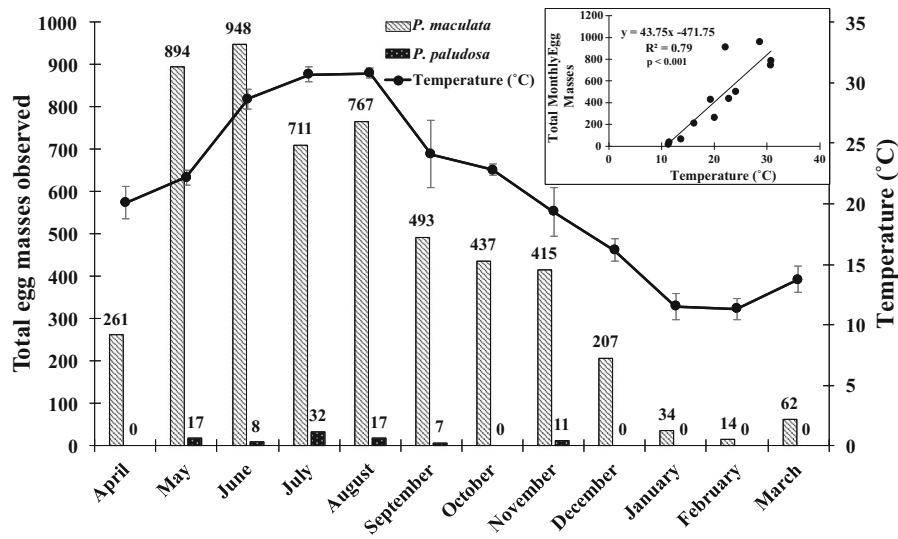 P. maculata
P. paludosa
Temperature (˚C)
Total egg masses observed
1000
900
800
700
600
500
400
300
200
100
0
261
0
894
17
948
8
711
32
767
17
493
7
437
0
415
11
207
0
34
0
14
0
62
0
April
May
June
July
August
September
October
November
December
January
February
March
35
30
25
20
15
10
5
0
Temperature (˚C)
Total MonthlyEgg
Masses
1200
1000
800
600
400
200
0
y = 43.75x -471.75
R² = 0.79
p < 0.001
0
10
20
30
40
Temperature (˚C)